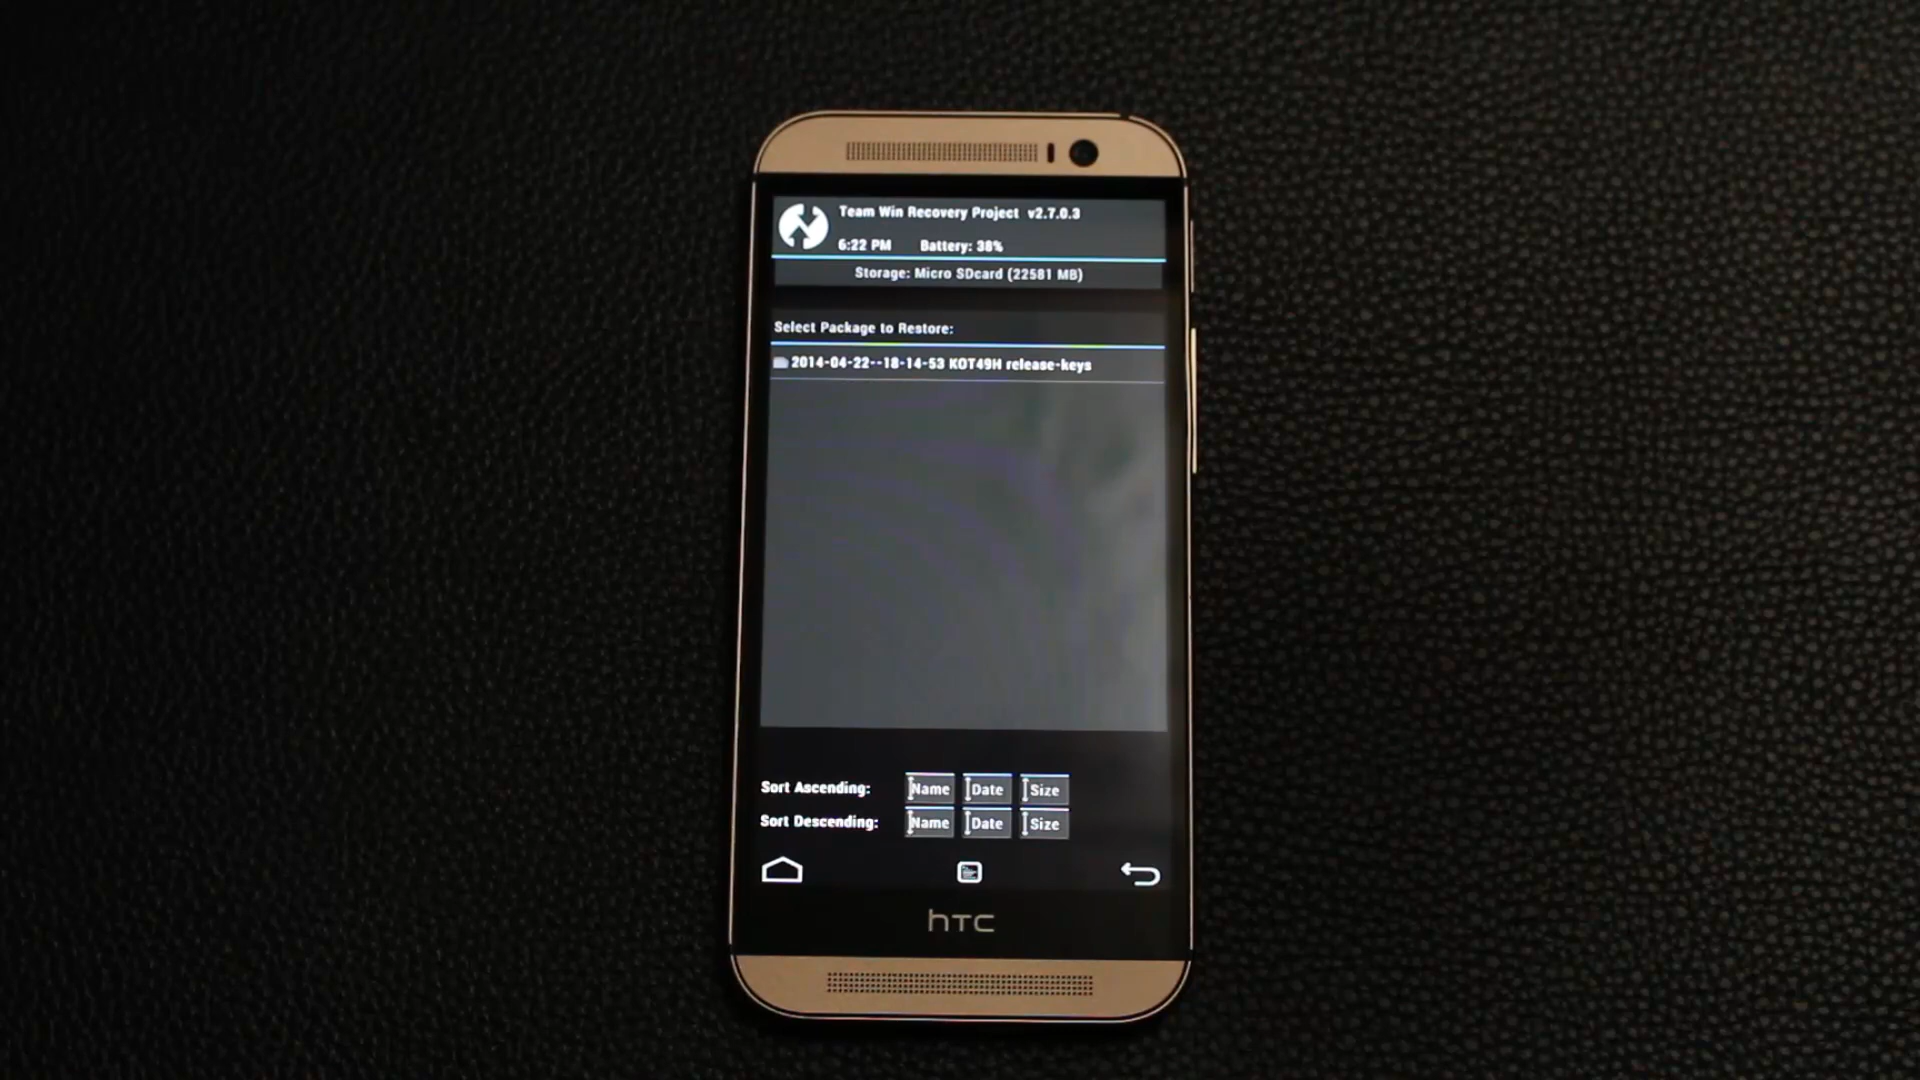 Team Win Recovery Project v2.7.0.3
6:22 PM Battery: 38%
Storage: Micro SDcard (22581 MB)
Select Package to Restore:
2014-04-22--18-14-53 KOT49H release-keys
Sort Ascending: Name Date Size
Sort Descending: Name Date Size
hTC